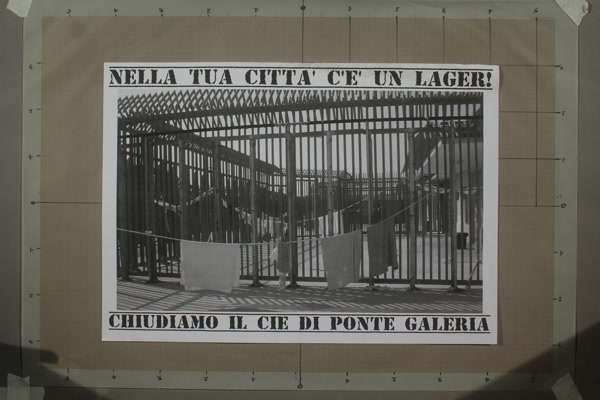 NELLA TUA CITTA' C'E' UN LAGER!
CHIUDIAMO IL CIE DI PONTE GALERIA